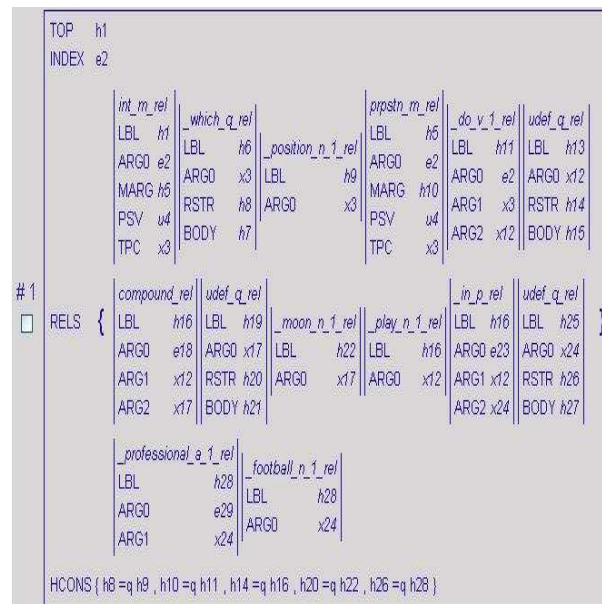 TOP h1
INDEX e2
int_m_rel _which_q_rel _position_n_1_rel prpstn_m_rel _do_v_1_rel udef_q_rel
LBL h1 LBL h6 LBL h9 LBL h5 LBL h11 LBL h13
ARG0 e2 ARG0 x3 ARG0 x3 ARG0 e2 ARG0 e2 ARG0 x12
MARG h5 RSTR h8 MARG h10 ARG1 x3 RSTR h14
PSV u4 BODY h7 PSV u4 ARG2 x12 BODY h15
TPC x3 TPC x3
#1 RELS {
compound_rel udef_q_rel _moon_n_1_rel _play_n_1_rel _in_p_rel udef_q_rel
LBL h16 LBL h19 LBL h22 LBL h16 LBL h16 LBL h25
ARG0 e18 ARG0 x17 ARG0 x17 ARG0 x12 ARG0 e23 ARG0 x24
ARG1 x12 RSTR h20 ARG1 x12 RSTR h26
ARG2 x17 BODY h21 ARG2 x24 BODY h27
}
_professional_a_1_rel _football_n_1_rel
LBL h28 LBL h28
ARG0 e29 ARG0 x24
ARG1 x24
HCONS { h8 =q h9 , h10 =q h11 , h14 =q h16 , h20 =q h22 , h26 =q h28 }